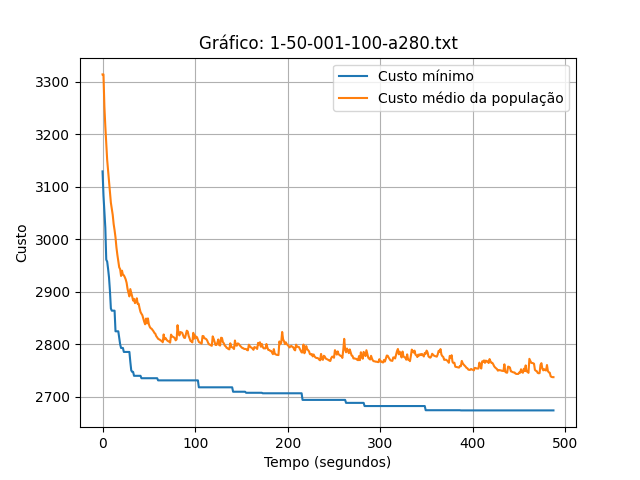 Gráfico: 1-50-001-100-a280.txt
Custo mínimo
Custo médio da população
Custo
3300
3200
3100
3000
2900
2800
2700
0 100 200 300 400 500
Tempo (segundos)